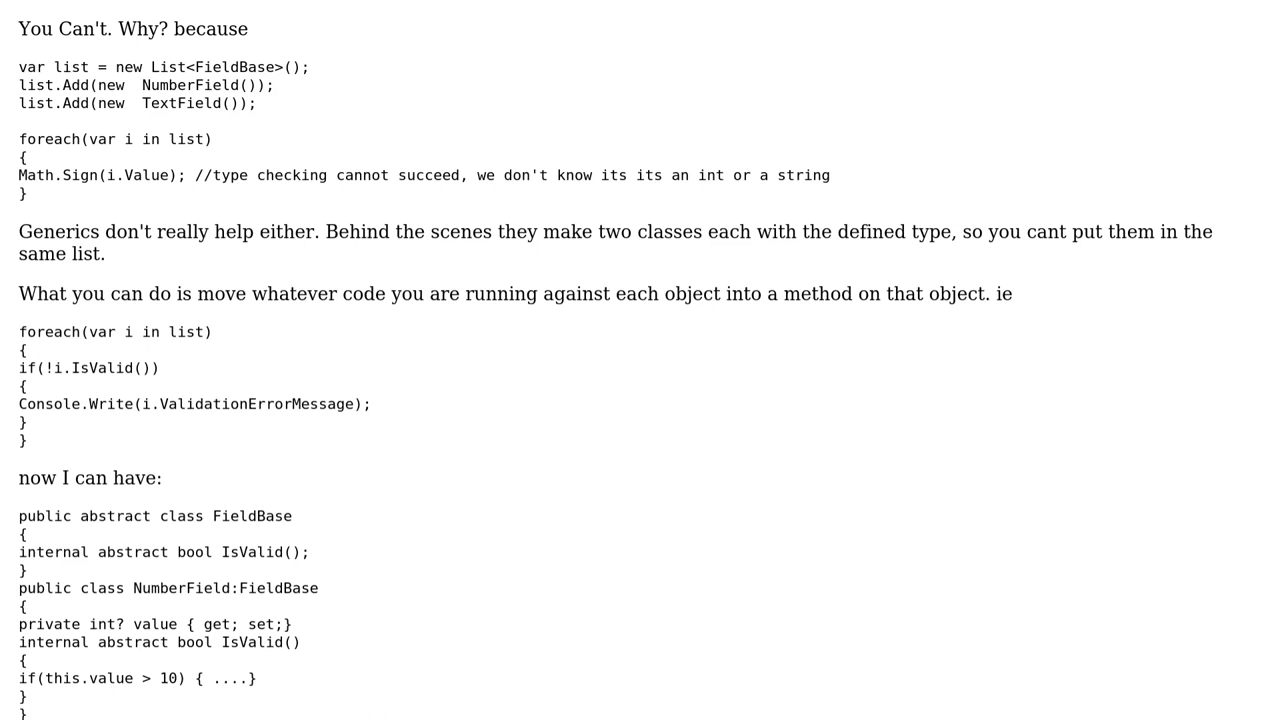 You Can't. Why? because
var list = new List<FieldBase>();
list.Add(new  NumberField());
list.Add(new  TextField());
foreach(var i in list)
{
Math.Sign(i.Value); //type checking cannot succeed, we don't know its its an int or a string
}
Generics don't really help either. Behind the scenes they make two classes each with the defined type, so you cant put them in the
same list.
What you can do is move whatever code you are running against each object into a method on that object. ie
foreach(var i in list)
{
if(!i.IsValid())
{
Console.Write(i.ValidationErrorMessage);
}
}
now I can have:
public abstract class FieldBase
{
internal abstract bool IsValid();
}
public class NumberField:FieldBase
{
private int? value { get; set;}
internal abstract bool IsValid()
{
if(this.value > 10) { ....}
}
}